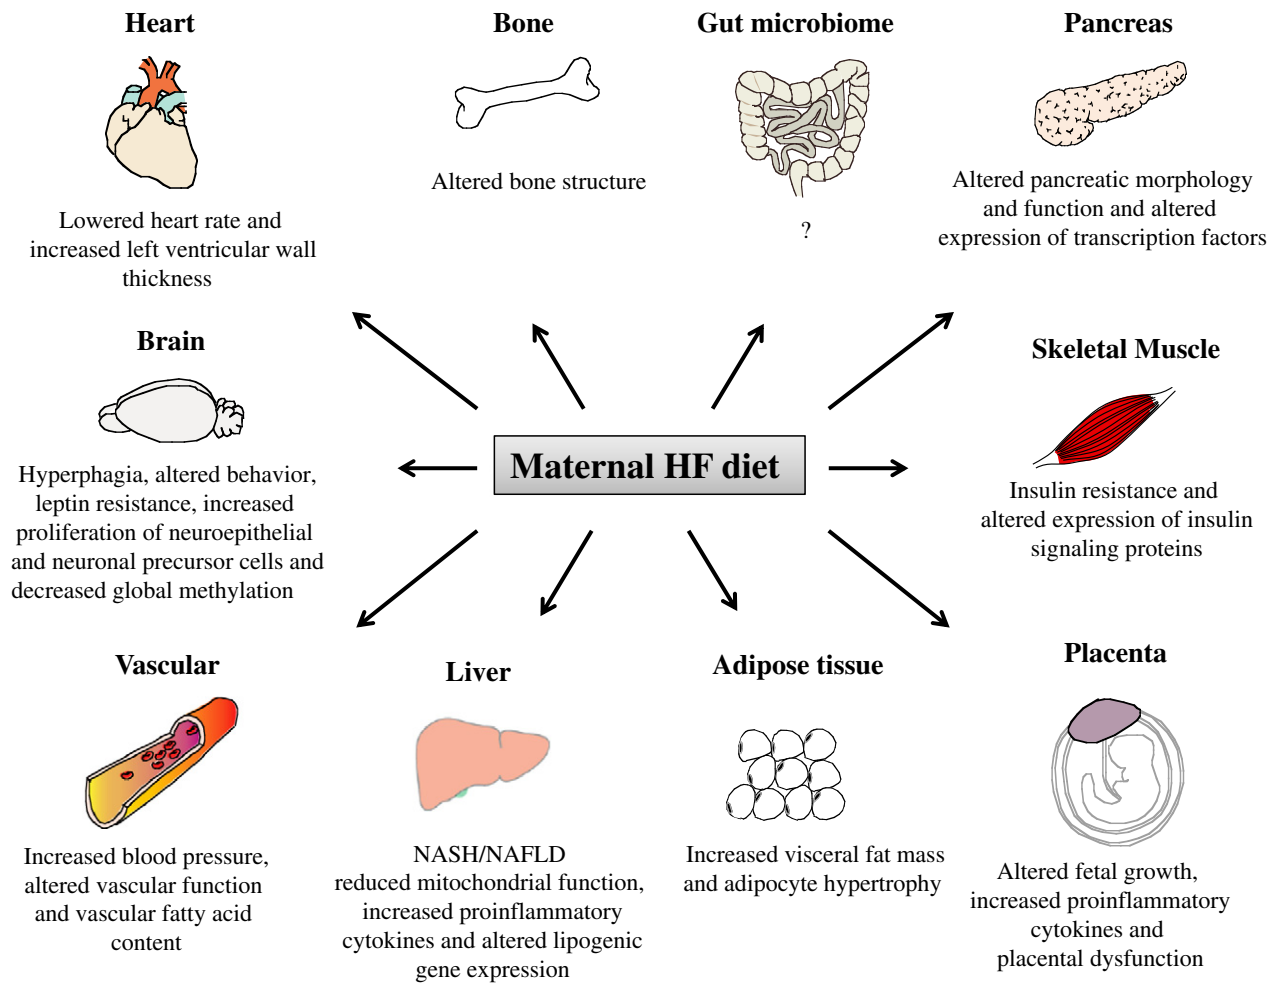 Heart
Lowered heart rate and
increased left ventricular wall
thickness
Bone
Altered bone structure
Gut microbiome
?
Pancreas
Altered pancreatic morphology
and function and altered
expression of transcription factors
Brain
Hyperphagia, altered behavior,
leptin resistance, increased
proliferation of neuroepithelial
and neuronal precursor cells and
decreased global methylation
Maternal HF diet
Skeletal Muscle
Insulin resistance and
altered expression of insulin
signaling proteins
Vascular
Increased blood pressure,
altered vascular function
and vascular fatty acid
content
Liver
NASH/NAFLD
reduced mitochondrial function,
increased proinflammatory
cytokines and altered lipogenic
gene expression
Adipose tissue
Increased visceral fat mass
and adipocyte hypertrophy
Placenta
Altered fetal growth,
increased proinflammatory
cytokines and
placental dysfunction